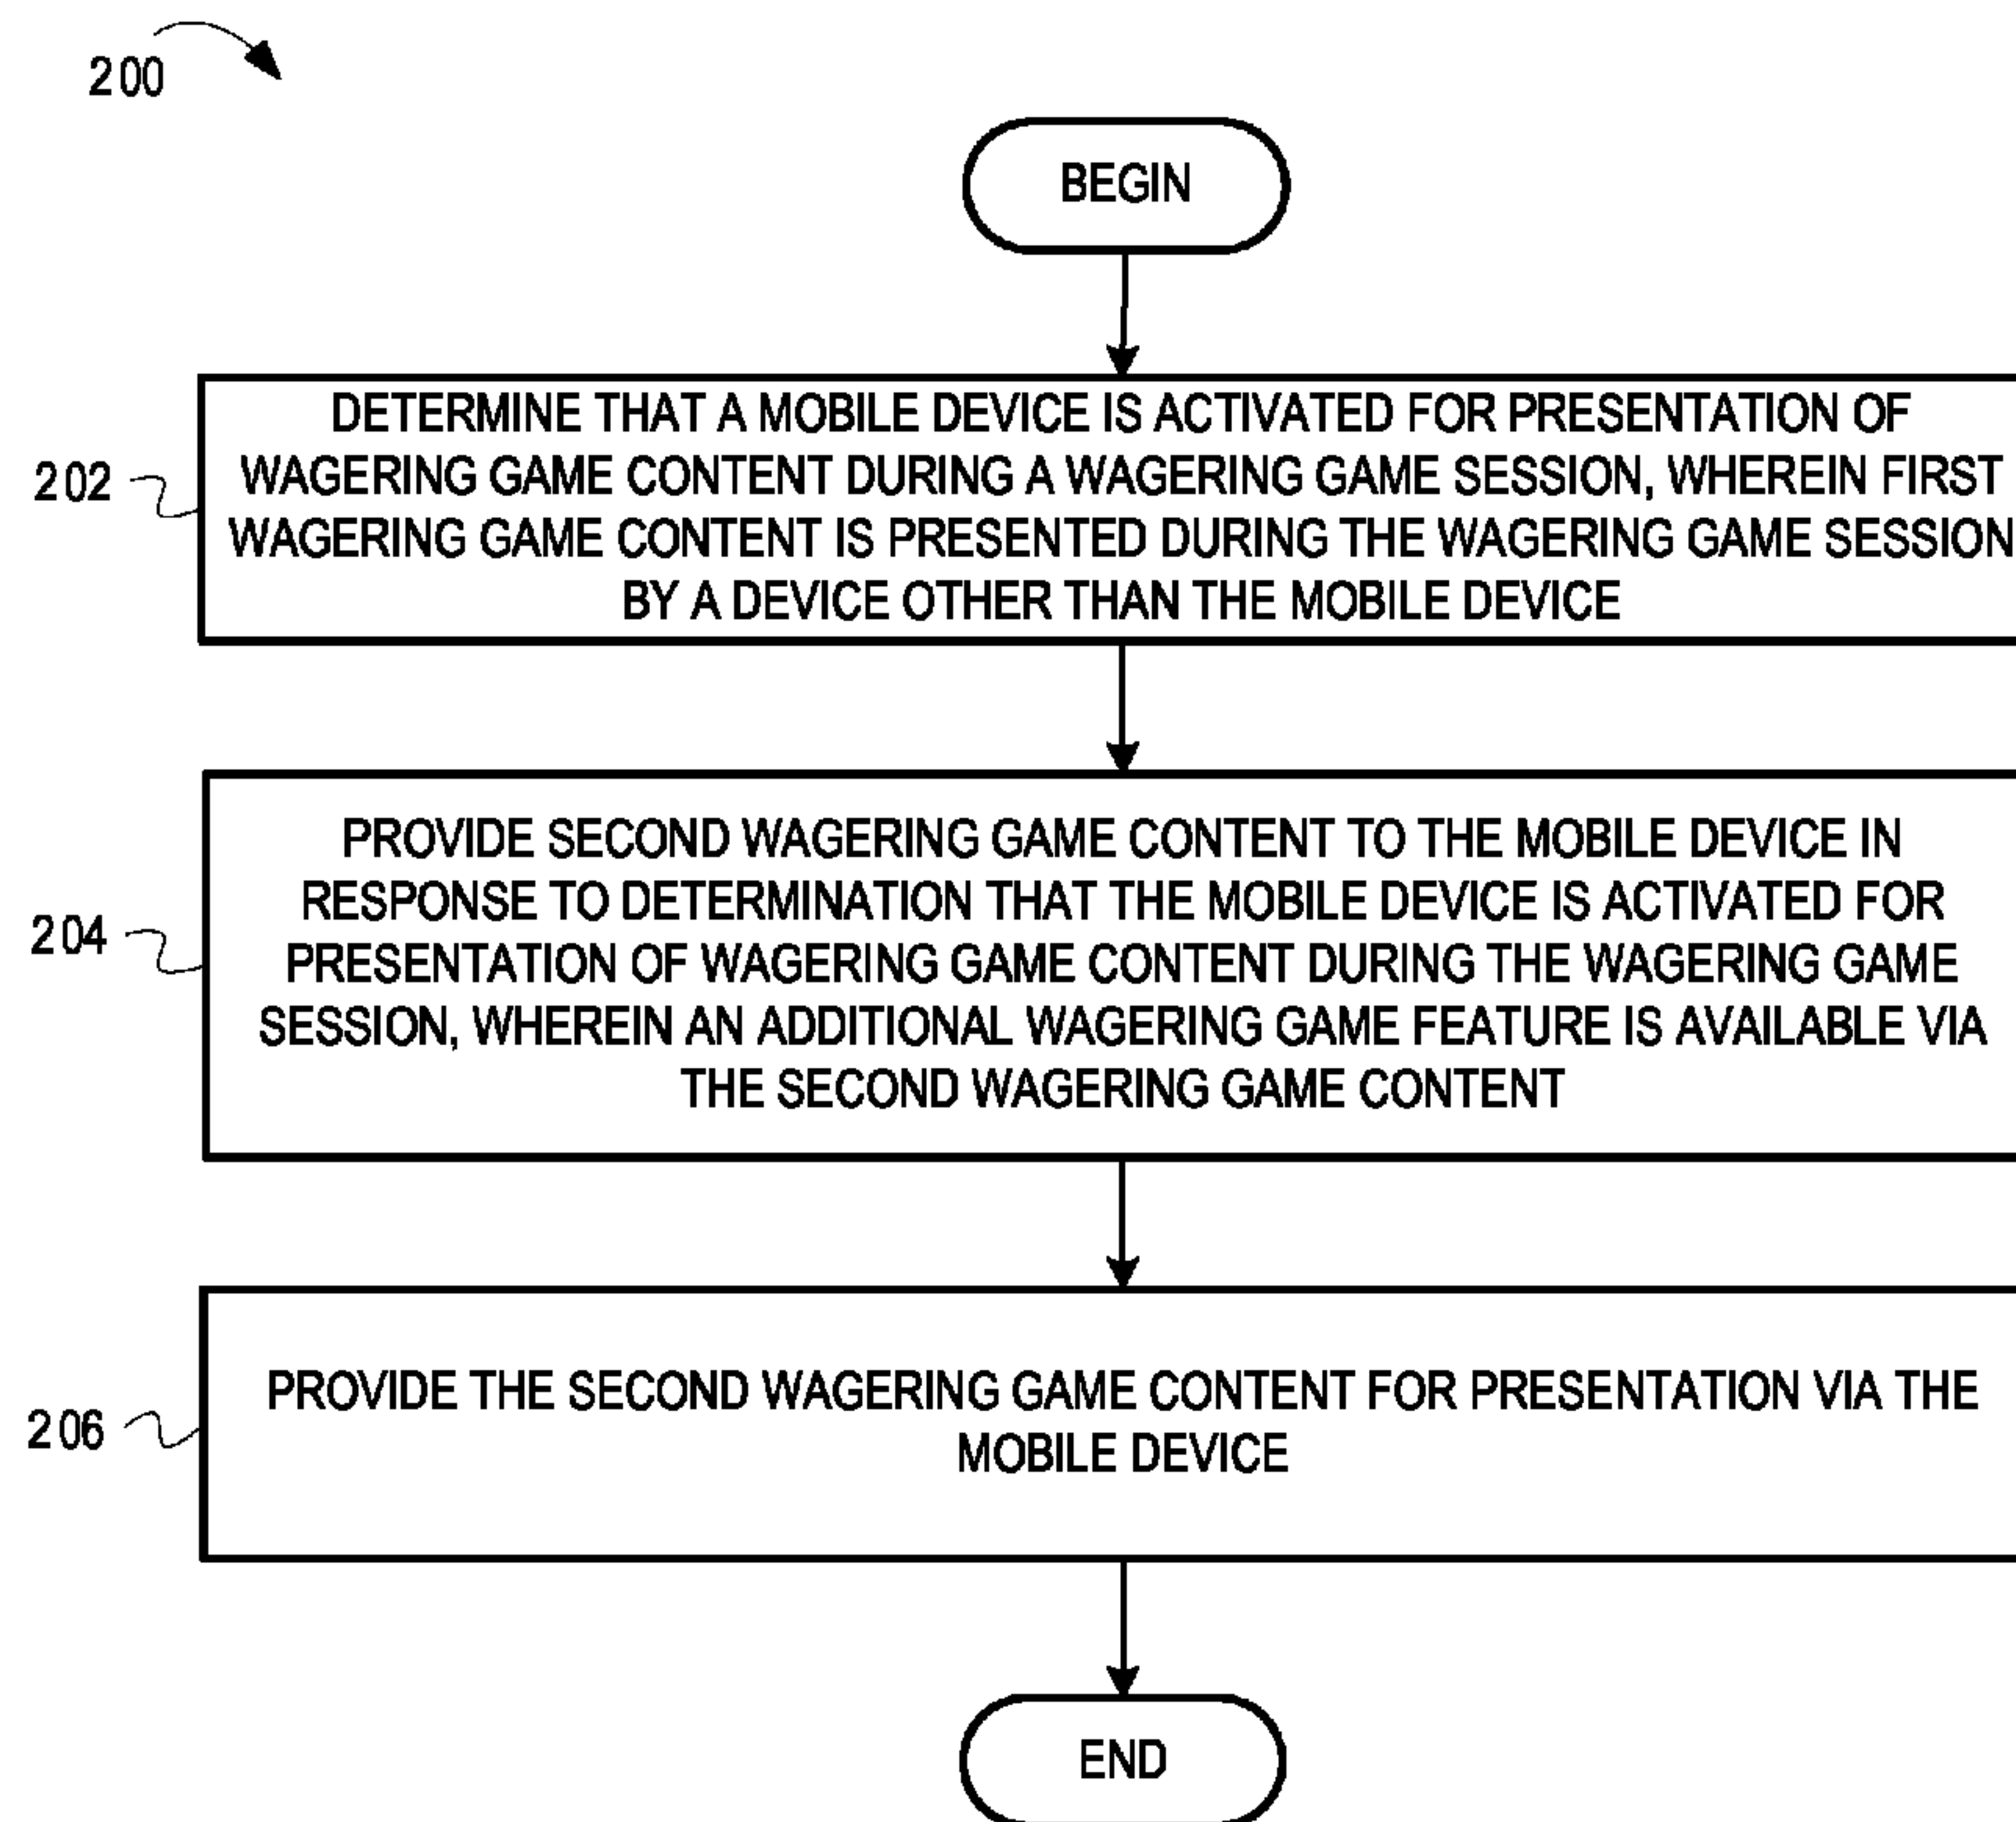 200
BEGIN
DETERMINE THAT A MOBILE DEVICE IS ACTIVATED FOR PRESENTATION OF
WAGERING GAME CONTENT DURING A WAGERING GAME SESSION, WHEREIN FIRST
202
WAGERING GAME CONTENT IS PRESENTED DURING THE WAGERING GAME SESSION
BY A DEVICE OTHER THAN THE MOBILE DEVICE
PROVIDE SECOND WAGERING GAME CONTENT TO THE MOBILE DEVICE IN
RESPONSE TO DETERMINATION THAT THE MOBILE DEVICE IS ACTIVATED FOR
204
PRESENTATION OF WAGERING GAME CONTENT DURING THE WAGERING GAME
SESSION, WHEREIN AN ADDITIONAL WAGERING GAME FEATURE IS AVAILABLE VIA
THE SECOND WAGERING GAME CONTENT
PROVIDE THE SECOND WAGERING GAME CONTENT FOR PRESENTATION VIA THE
206
MOBILE DEVICE
END